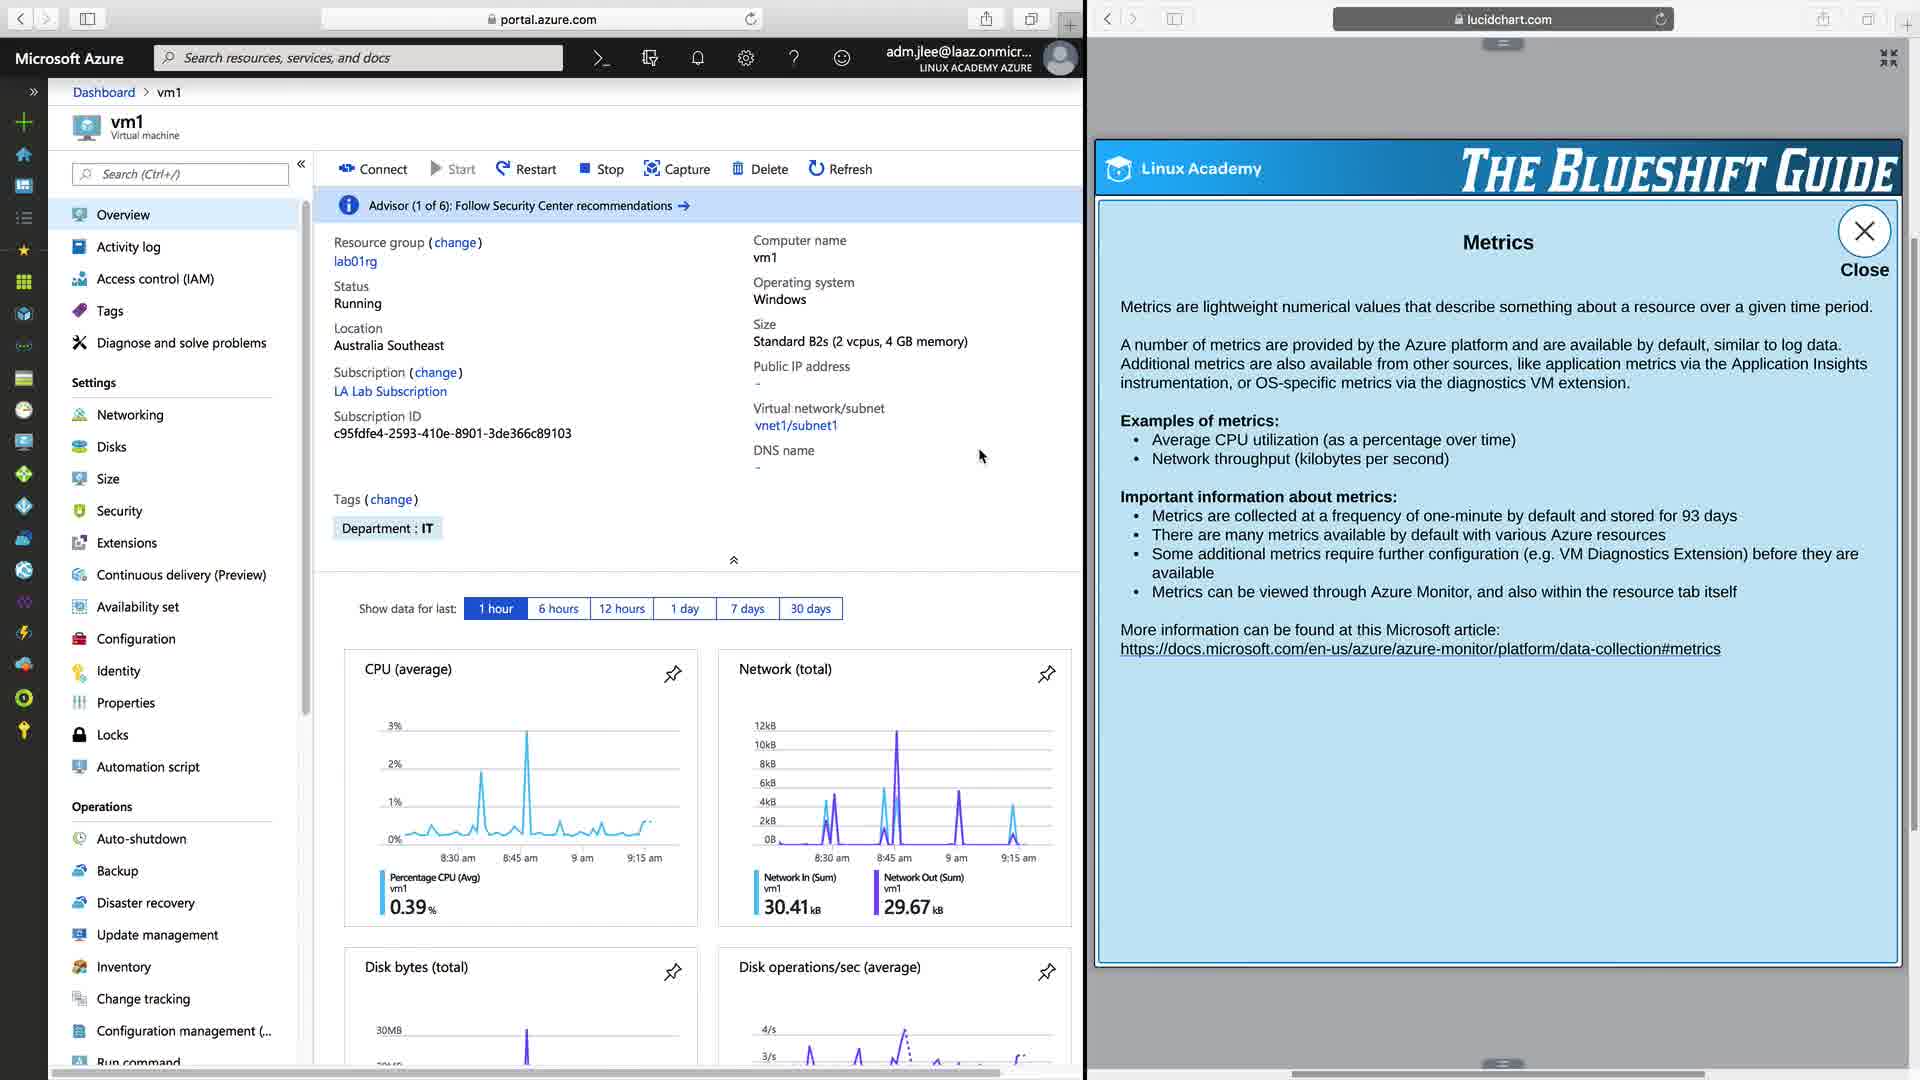 portal.azure.com
Microsoft Azure
Search resources, services, and docs
adm.jlee@laaz.onmicr...
LINUX ACADEMY AZURE
Dashboard > vm1
vm1
Virtual machine
Search (Ctrl+/)
Overview
Activity log
Access control (IAM)
Tags
Diagnose and solve problems
Settings
Networking
Disks
Size
Security
Extensions
Continuous delivery (Preview)
Availability set
Configuration
Identity
Properties
Locks
Automation script
Operations
Auto-shutdown
Backup
Disaster recovery
Update management
Inventory
Change tracking
Configuration management (...
Run command
Connect Start Restart Stop Capture Delete Refresh
Advisor (1 of 6): Follow Security Center recommendations →
Resource group (change)
lab01rg
Status
Running
Location
Australia Southeast
Subscription (change)
LA Lab Subscription
Subscription ID
c95fdfe4-2593-410e-8901-3de366c89103
Computer name
vm1
Operating system
Windows
Size
Standard B2s (2 vcpus, 4 GB memory)
Public IP address
-
Virtual network/subnet
vnet1/subnet1
DNS name
-
Tags (change)
Department : IT
Show data for last: 1 hour 6 hours 12 hours 1 day 7 days 30 days
CPU (average)
3%
2%
1%
0%
8:30 am 8:45 am 9 am 9:15 am
Percentage CPU (Avg)
vm1
0.39 %
Network (total)
12kB
10kB
8kB
6kB
4kB
2kB
0B
8:30 am 8:45 am 9 am 9:15 am
Network In (Sum)
vm1
30.41 kB
Network Out (Sum)
vm1
29.67 kB
Disk bytes (total)
30MB
Disk operations/sec (average)
4/s
3/s
lucidchart.com
Linux Academy
THE BLUESHIFT GUIDE
Metrics
Close
Metrics are lightweight numerical values that describe something about a resource over a given time period.
A number of metrics are provided by the Azure platform and are available by default, similar to log data.
Additional metrics are also available from other sources, like application metrics via the Application Insights
instrumentation, or OS-specific metrics via the diagnostics VM extension.
Examples of metrics:
• Average CPU utilization (as a percentage over time)
• Network throughput (kilobytes per second)
Important information about metrics:
• Metrics are collected at a frequency of one-minute by default and stored for 93 days
• There are many metrics available by default with various Azure resources
• Some additional metrics require further configuration (e.g. VM Diagnostics Extension) before they are
available
• Metrics can be viewed through Azure Monitor, and also within the resource tab itself
More information can be found at this Microsoft article:
https://docs.microsoft.com/en-us/azure/azure-monitor/platform/data-collection#metrics